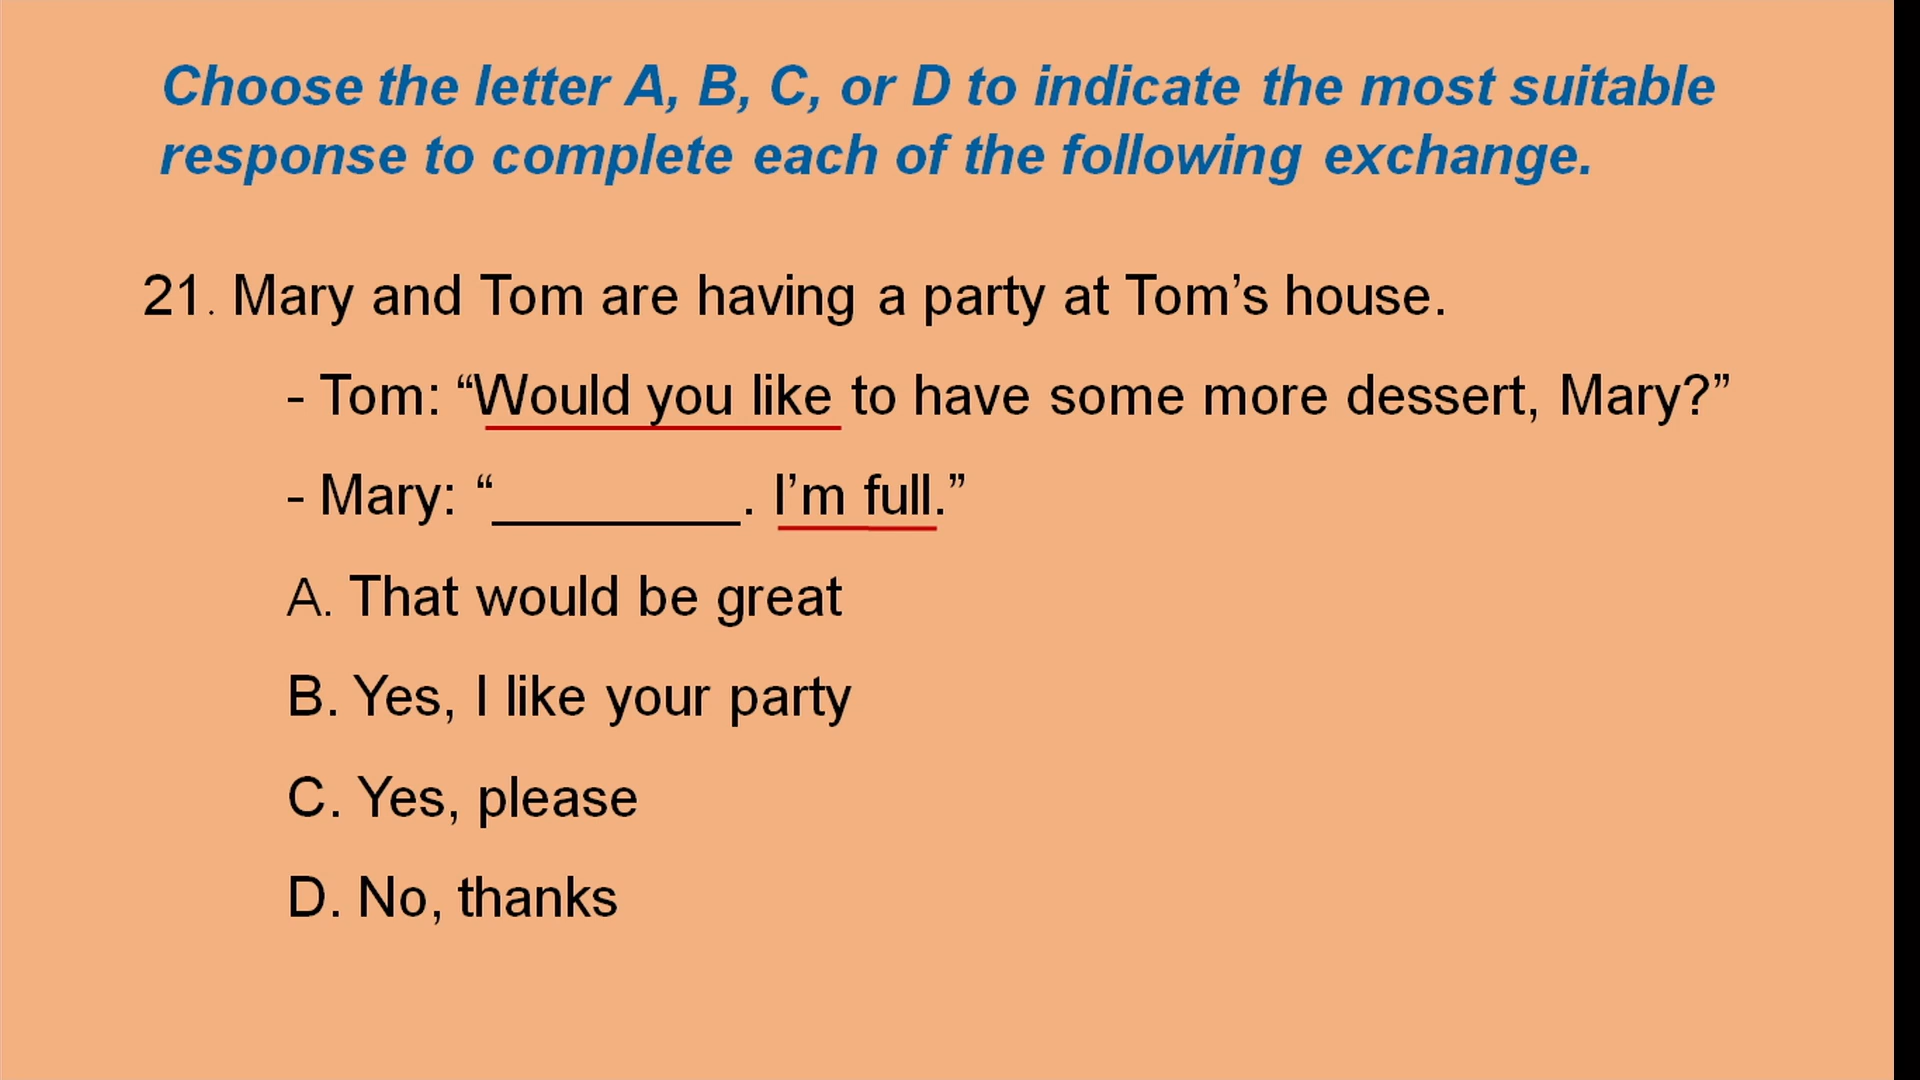 Choose the letter A, B, C, or D to indicate the most suitable
response to complete each of the following exchange.
21. Mary and Tom are having a party at Tom’s house.
- Tom: “Would you like to have some more dessert, Mary?”
- Mary: “________. I’m full.”
A. That would be great
B. Yes, I like your party
C. Yes, please
D. No, thanks